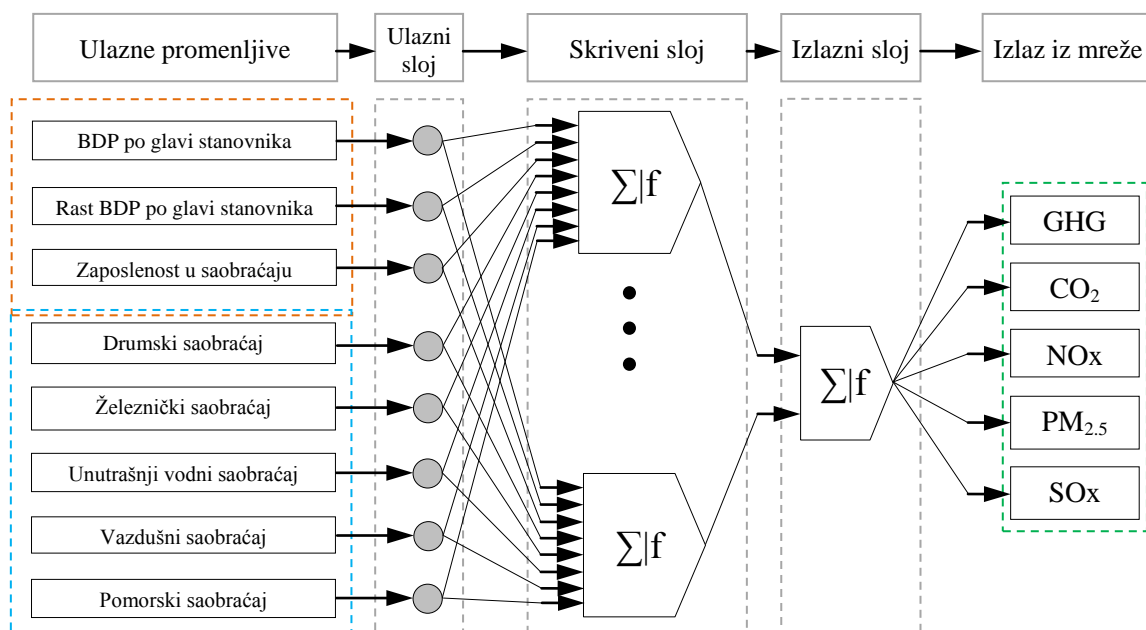 Ulazne promenljive
Ulazni
sloj
Skriveni sloj
Izlazni sloj
Izlaz iz mreže
BDP po glavi stanovnika
Rast BDP po glavi stanovnika
Zaposlenost u saobraćaju
Drumski saobraćaj
Železnički saobraćaj
Unutrašnji vodni saobraćaj
Vazdušni saobraćaj
Pomorski saobraćaj
∑|f
∑|f
∑|f
GHG
CO₂
NOx
PM₂.₅
SOx